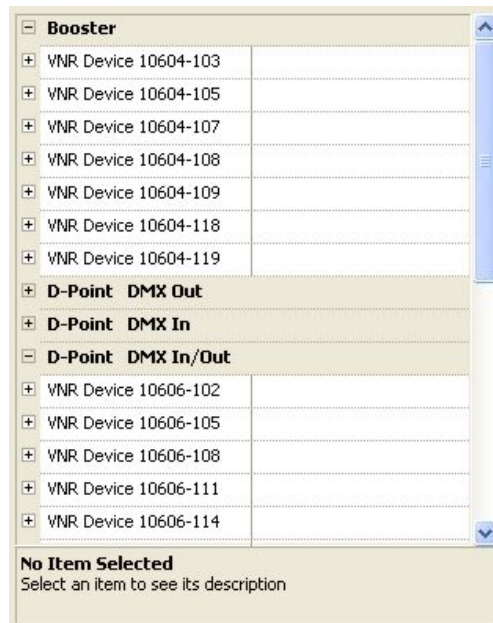 Booster
VNR Device 10604-103
VNR Device 10604-105
VNR Device 10604-107
VNR Device 10604-108
VNR Device 10604-109
VNR Device 10604-118
VNR Device 10604-119
D-Point DMX Out
D-Point DMX In
D-Point DMX In/Out
VNR Device 10606-102
VNR Device 10606-105
VNR Device 10606-108
VNR Device 10606-111
VNR Device 10606-114
No Item Selected
Select an item to see its description